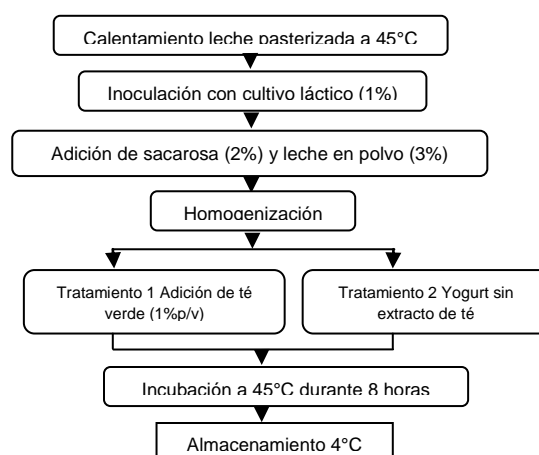 Calentamiento leche pasterizada a 45°C
Inoculación con cultivo láctico (1%)
Adición de sacarosa (2%) y leche en polvo (3%)
Homogenización
Tratamiento 1 Adición de té
verde (1%p/v)
Tratamiento 2 Yogurt sin
extracto de té
Incubación a 45°C durante 8 horas
Almacenamiento 4°C